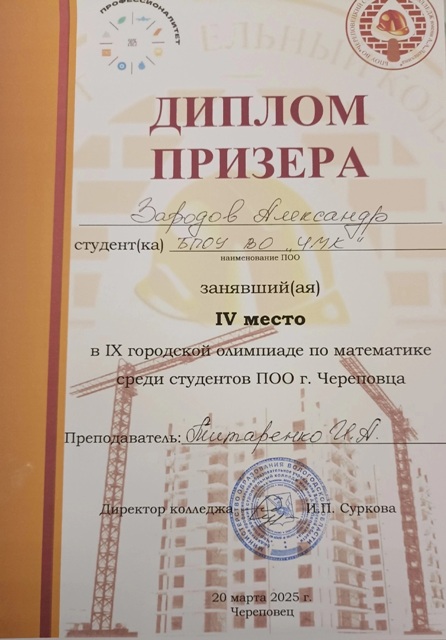 ПРОФЕССИОНАЛИТЕТ
ДИПЛОМ
ПРИЗЕРА
Зародов Александр
студент(ка) БПОУ ВО „ЧМК“
наименование ПОО
занявший(ая)
IV место
в IX городской олимпиаде по математике
среди студентов ПОО г. Череповца
Преподаватель: Титаренко И.А.
Директор колледжа И.П. Суркова
20 марта 2025 г.
Череповец